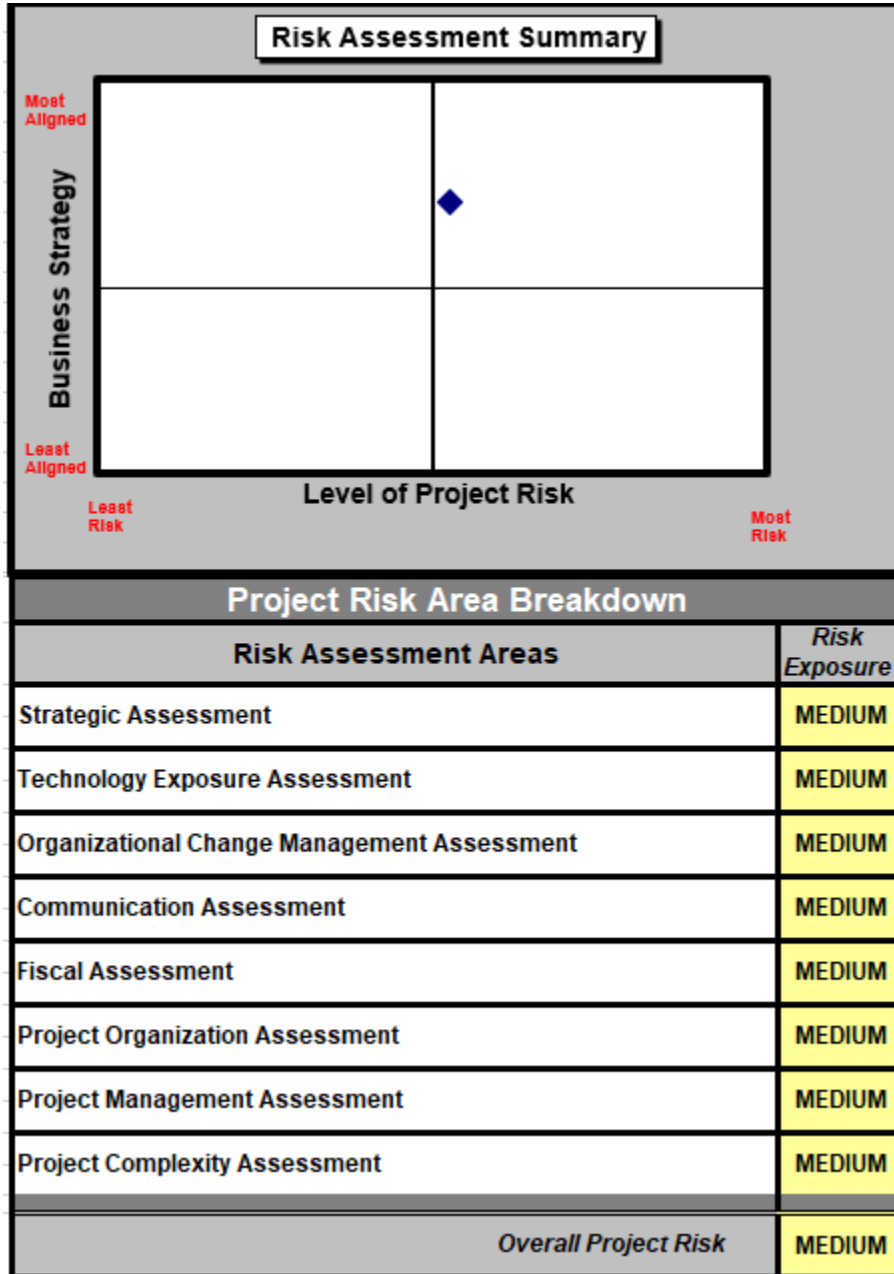 Risk Assessment Summary
Most
Aligned
Business Strategy
Least
Aligned
Least
Risk
Level of Project Risk
Most
Risk
Project Risk Area Breakdown
Risk Assessment Areas
Risk
Exposure
Strategic Assessment MEDIUM
Technology Exposure Assessment MEDIUM
Organizational Change Management Assessment MEDIUM
Communication Assessment MEDIUM
Fiscal Assessment MEDIUM
Project Organization Assessment MEDIUM
Project Management Assessment MEDIUM
Project Complexity Assessment MEDIUM
Overall Project Risk MEDIUM